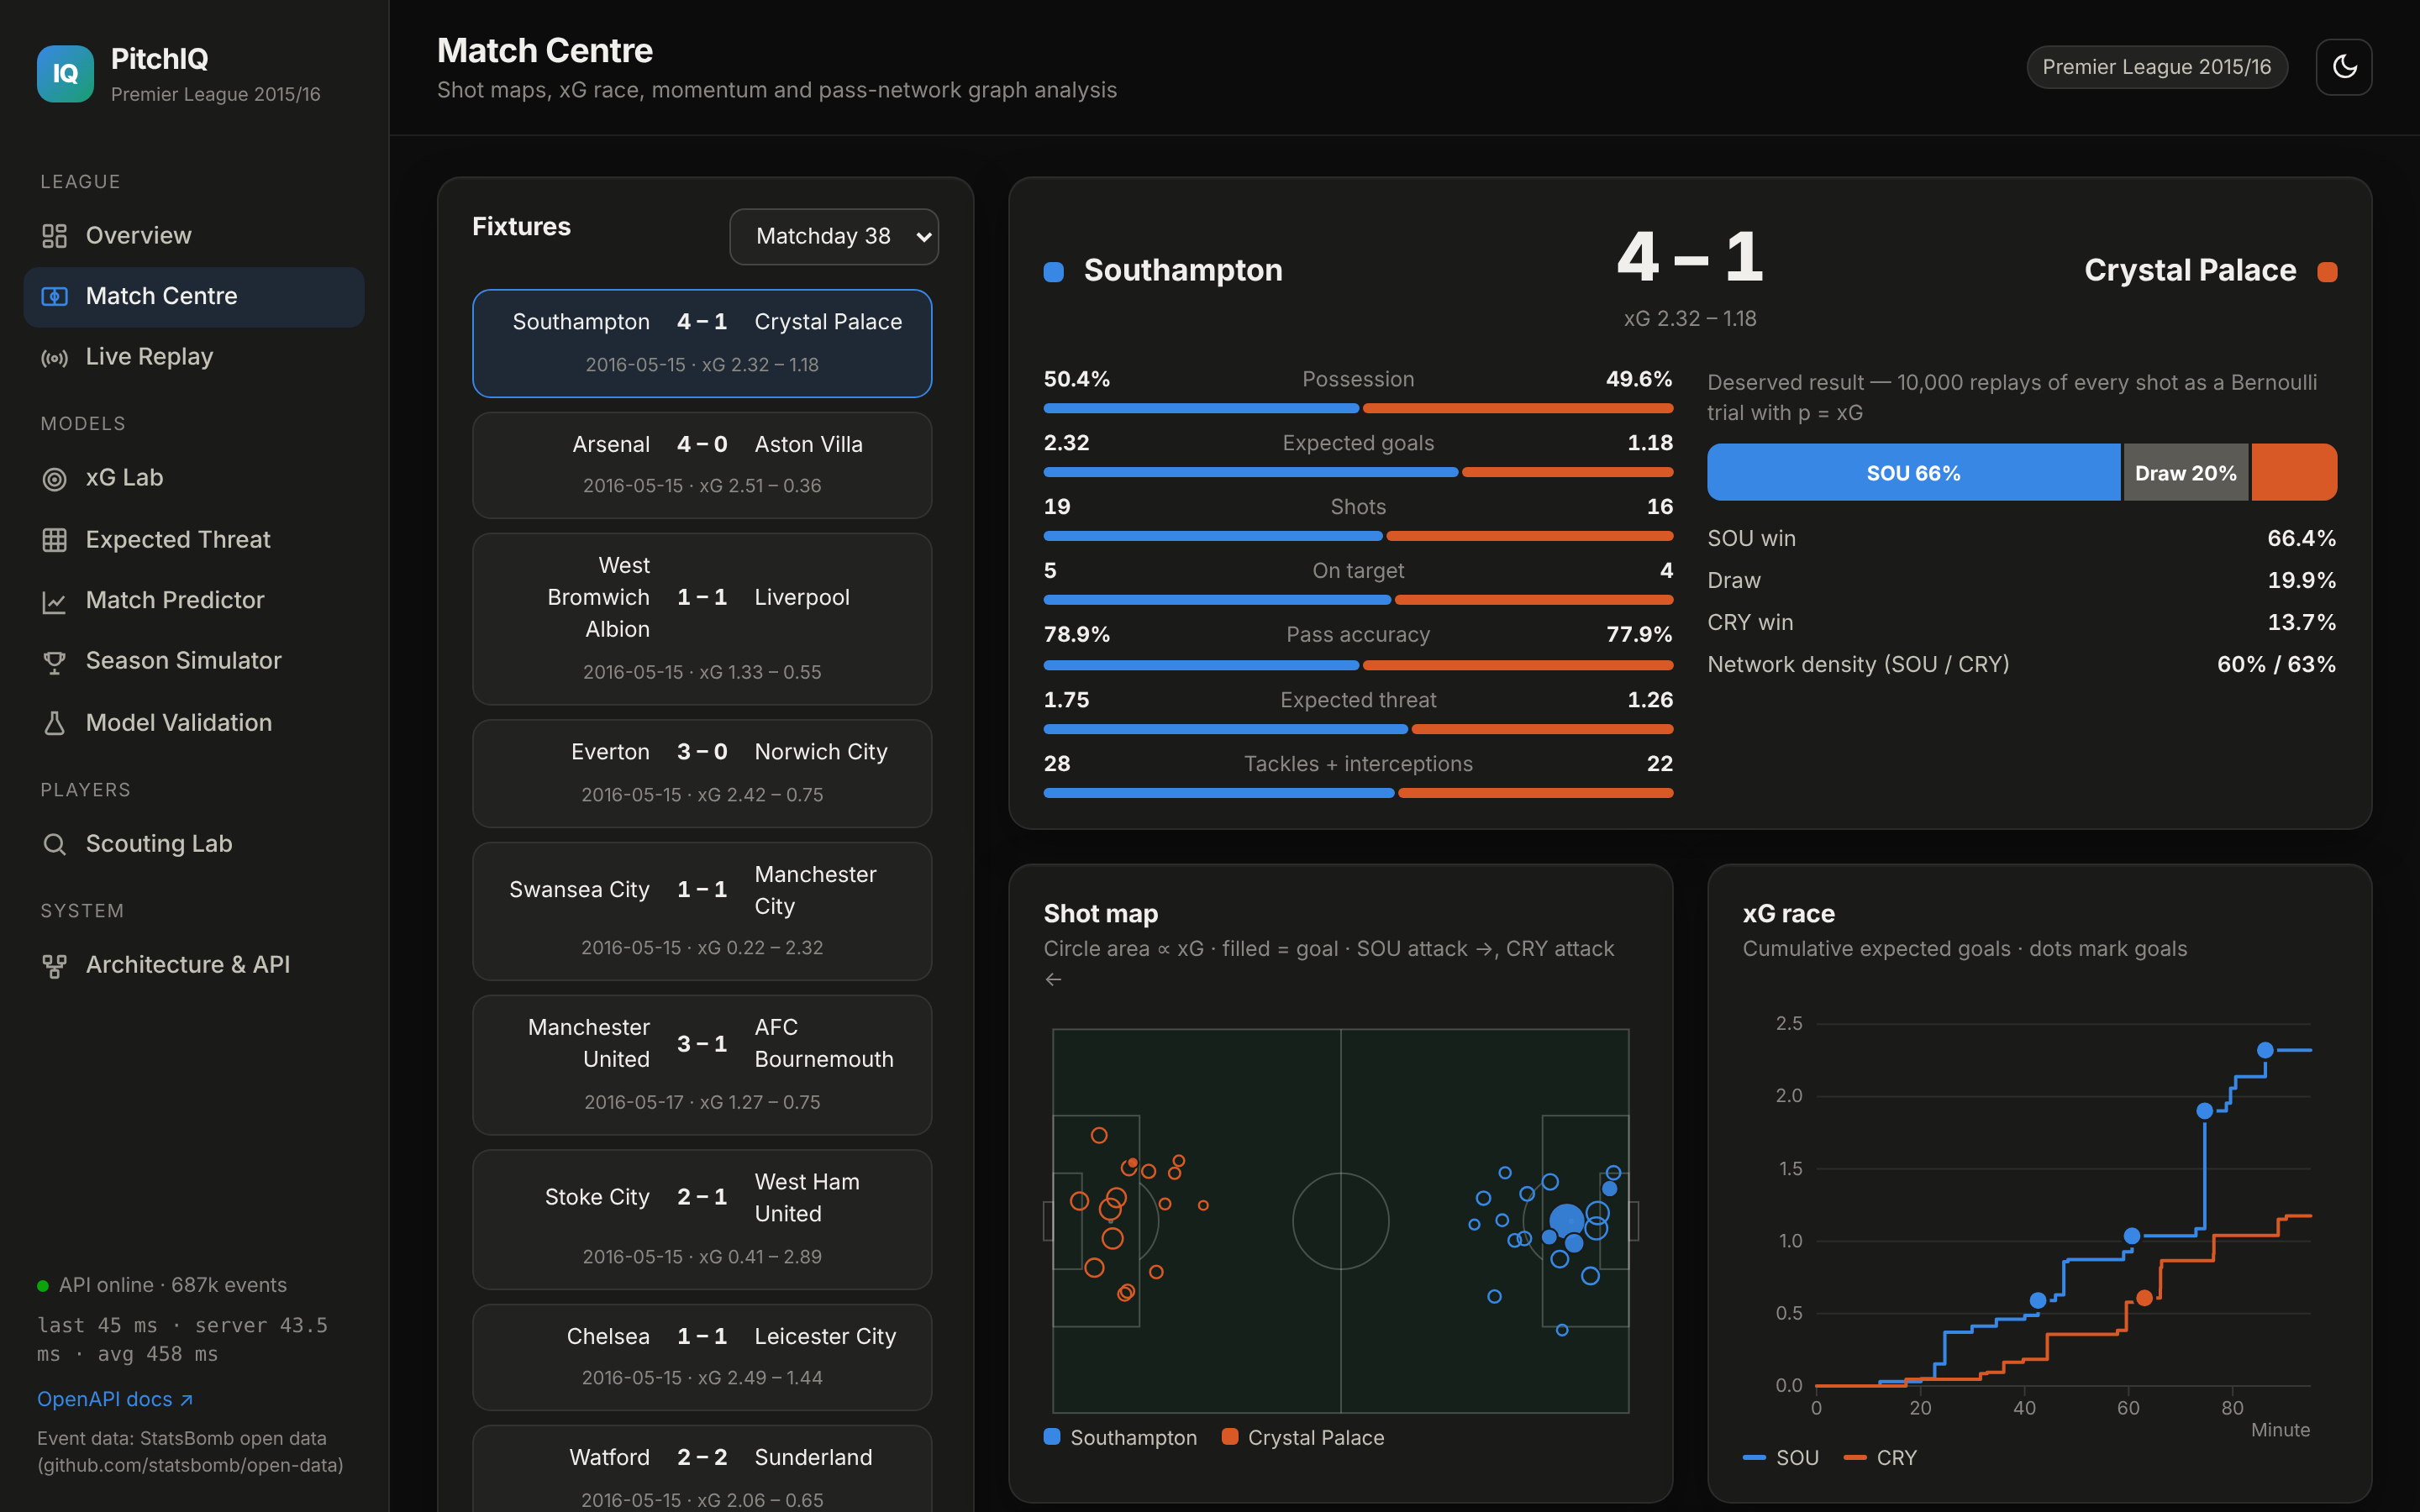 IQ
PitchIQ
Premier League 2015/16
LEAGUE
Overview
Match Centre
Live Replay
MODELS
xG Lab
Expected Threat
Match Predictor
Season Simulator
Model Validation
PLAYERS
Scouting Lab
SYSTEM
Architecture & API
API online · 687k events
last 45 ms · server 43.5
ms · avg 458 ms
OpenAPI docs ↗
Event data: StatsBomb open data
(github.com/statsbomb/open-data)
Match Centre
Shot maps, xG race, momentum and pass-network graph analysis
Premier League 2015/16
Fixtures
Matchday 38
Southampton 4 – 1 Crystal Palace
2016-05-15 · xG 2.32 – 1.18
Arsenal 4 – 0 Aston Villa
2016-05-15 · xG 2.51 – 0.36
West
Bromwich 1 – 1 Liverpool
Albion
2016-05-15 · xG 1.33 – 0.55
Everton 3 – 0 Norwich City
2016-05-15 · xG 2.42 – 0.75
Swansea City 1 – 1 Manchester
City
2016-05-15 · xG 0.22 – 2.32
Manchester 3 – 1 AFC
United Bournemouth
2016-05-17 · xG 1.27 – 0.75
Stoke City 2 – 1 West Ham
United
2016-05-15 · xG 0.41 – 2.89
Chelsea 1 – 1 Leicester City
2016-05-15 · xG 2.49 – 1.44
Watford 2 – 2 Sunderland
2016-05-15 · xG 2.06 – 0.65
Southampton 4 – 1 Crystal Palace
xG 2.32 – 1.18
50.4% Possession 49.6%
2.32 Expected goals 1.18
19 Shots 16
5 On target 4
78.9% Pass accuracy 77.9%
1.75 Expected threat 1.26
28 Tackles + interceptions 22
Deserved result — 10,000 replays of every shot as a Bernoulli
trial with p = xG
SOU 66% Draw 20%
SOU win 66.4%
Draw 19.9%
CRY win 13.7%
Network density (SOU / CRY) 60% / 63%
Shot map
Circle area ∝ xG · filled = goal · SOU attack →, CRY attack
←
Southampton Crystal Palace
xG race
Cumulative expected goals · dots mark goals
2.5
2.0
1.5
1.0
0.5
0.0
0 20 40 60 80
Minute
SOU CRY